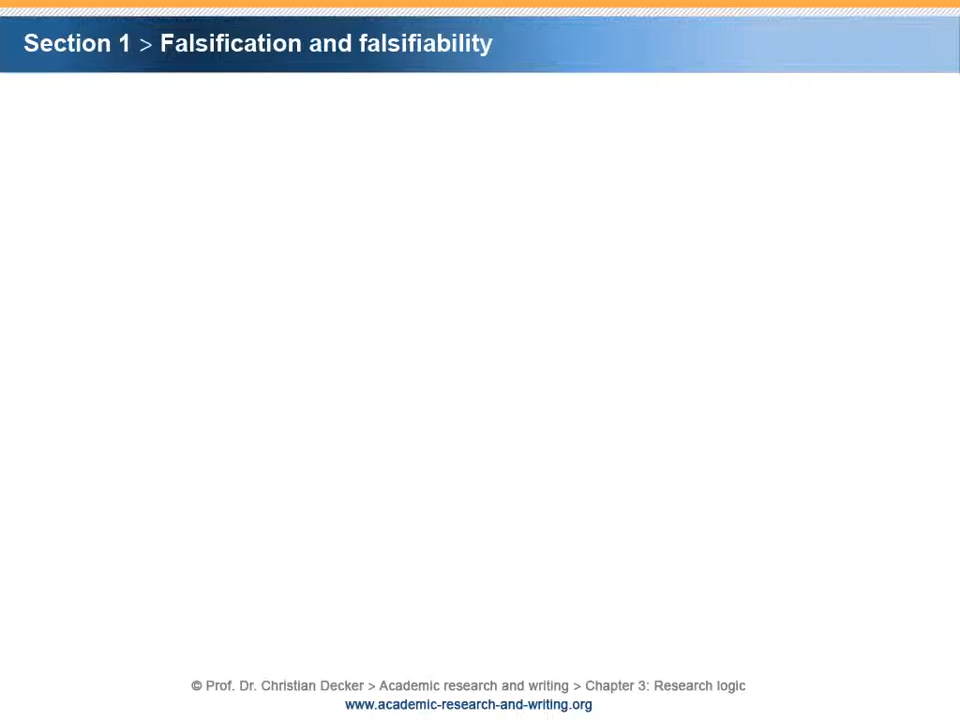 Section 1 > Falsification and falsifiability
© Prof. Dr. Christian Decker > Academic research and writing > Chapter 3: Research logic
www.academic-research-and-writing.org